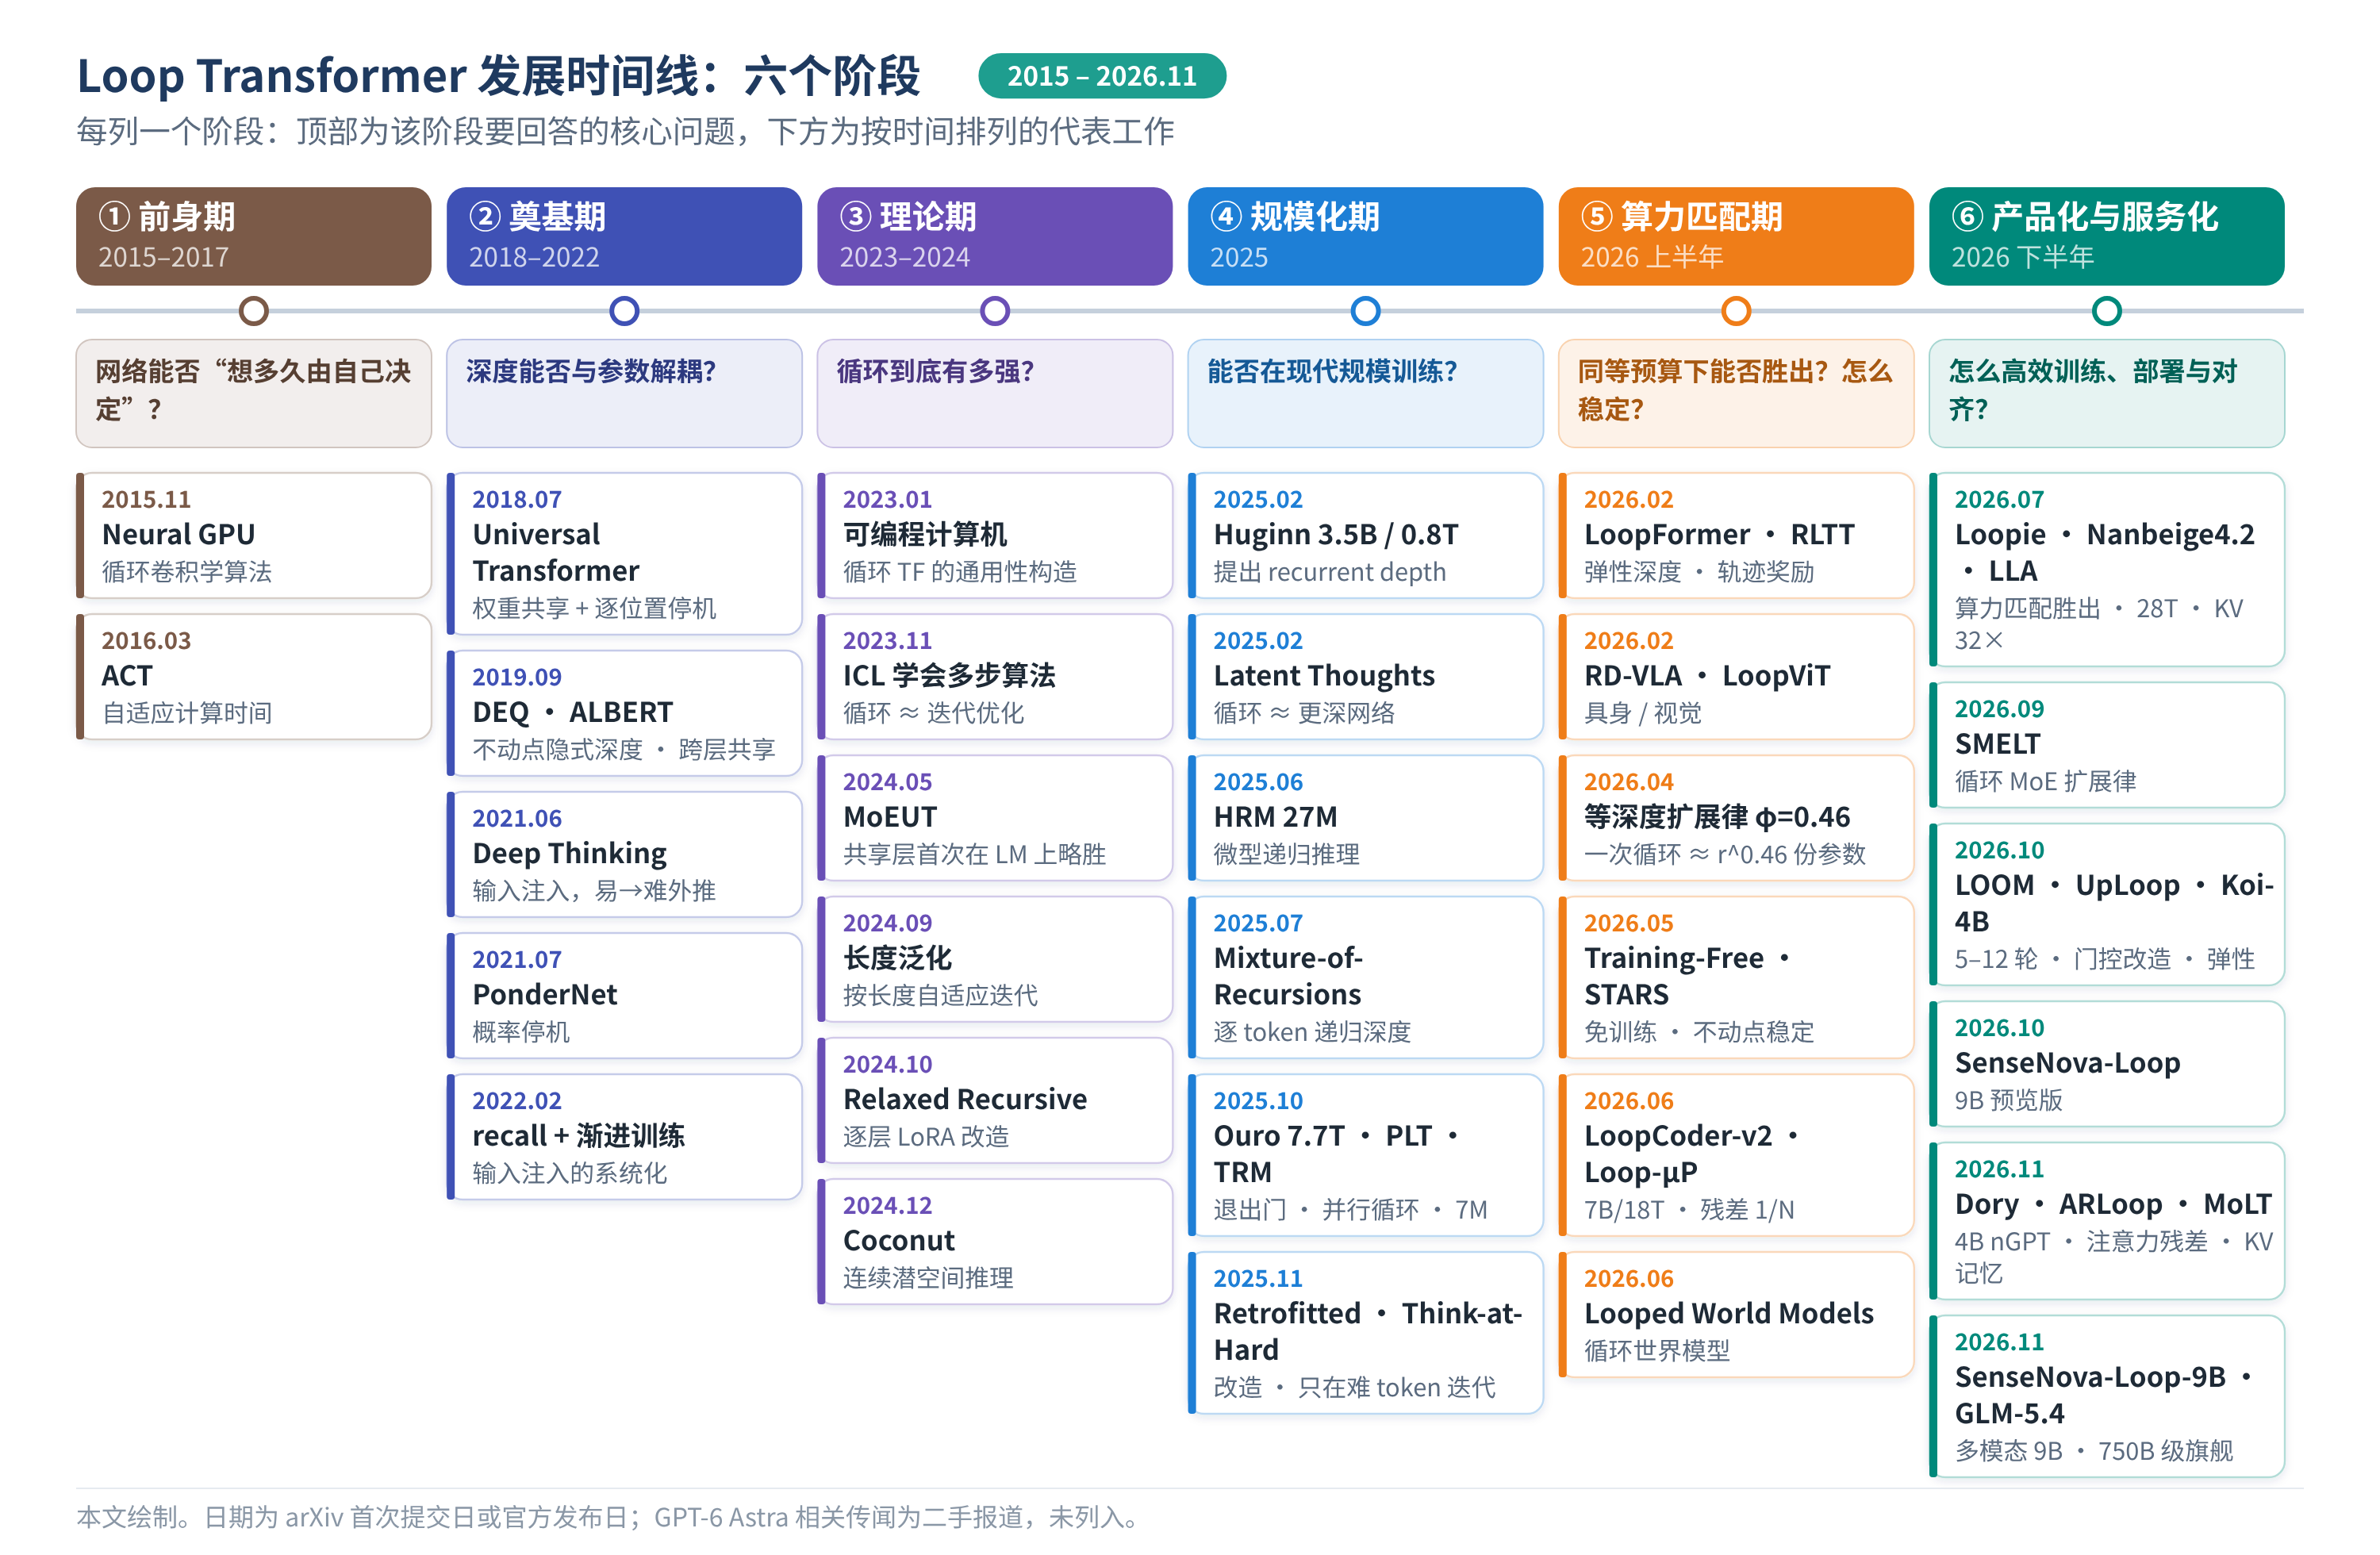 Loop Transformer 发展时间线：六个阶段
2015 – 2026.11
每列一个阶段：顶部为该阶段要回答的核心问题，下方为按时间排列的代表工作
① 前身期
2015–2017
网络能否“想多久由自己决
定”？
2015.11
Neural GPU
循环卷积学算法
2016.03
ACT
自适应计算时间
② 奠基期
2018–2022
深度能否与参数解耦？
2018.07
Universal
Transformer
权重共享 + 逐位置停机
2019.09
DEQ · ALBERT
不动点隐式深度 · 跨层共享
2021.06
Deep Thinking
输入注入，易→难外推
2021.07
PonderNet
概率停机
2022.02
recall + 渐进训练
输入注入的系统化
③ 理论期
2023–2024
循环到底有多强？
2023.01
可编程计算机
循环 TF 的通用性构造
2023.11
ICL 学会多步算法
循环 ≈ 迭代优化
2024.05
MoEUT
共享层首次在 LM 上略胜
2024.09
长度泛化
按长度自适应迭代
2024.10
Relaxed Recursive
逐层 LoRA 改造
2024.12
Coconut
连续潜空间推理
④ 规模化期
2025
能否在现代规模训练？
2025.02
Huginn 3.5B / 0.8T
提出 recurrent depth
2025.02
Latent Thoughts
循环 ≈ 更深网络
2025.06
HRM 27M
微型递归推理
2025.07
Mixture-of-
Recursions
逐 token 递归深度
2025.10
Ouro 7.7T · PLT ·
TRM
退出门 · 并行循环 · 7M
2025.11
Retrofitted · Think-at-
Hard
改造 · 只在难 token 迭代
⑤ 算力匹配期
2026 上半年
同等预算下能否胜出？怎么
稳定？
2026.02
LoopFormer · RLTT
弹性深度 · 轨迹奖励
2026.02
RD-VLA · LoopViT
具身 / 视觉
2026.04
等深度扩展律 φ=0.46
一次循环 ≈ r^0.46 份参数
2026.05
Training-Free ·
STARS
免训练 · 不动点稳定
2026.06
LoopCoder-v2 ·
Loop-μP
7B/18T · 残差 1/N
2026.06
Looped World Models
循环世界模型
⑥ 产品化与服务化
2026 下半年
怎么高效训练、部署与对
齐？
2026.07
Loopie · Nanbeige4.2
· LLA
算力匹配胜出 · 28T · KV
32×
2026.09
SMELT
循环 MoE 扩展律
2026.10
LOOM · UpLoop · Koi-
4B
5–12 轮 · 门控改造 · 弹性
2026.10
SenseNova-Loop
9B 预览版
2026.11
Dory · ARLoop · MoLT
4B nGPT · 注意力残差 · KV
记忆
2026.11
SenseNova-Loop-9B ·
GLM-5.4
多模态 9B · 750B 级旗舰
本文绘制。日期为 arXiv 首次提交日或官方发布日；GPT-6 Astra 相关传闻为二手报道，未列入。